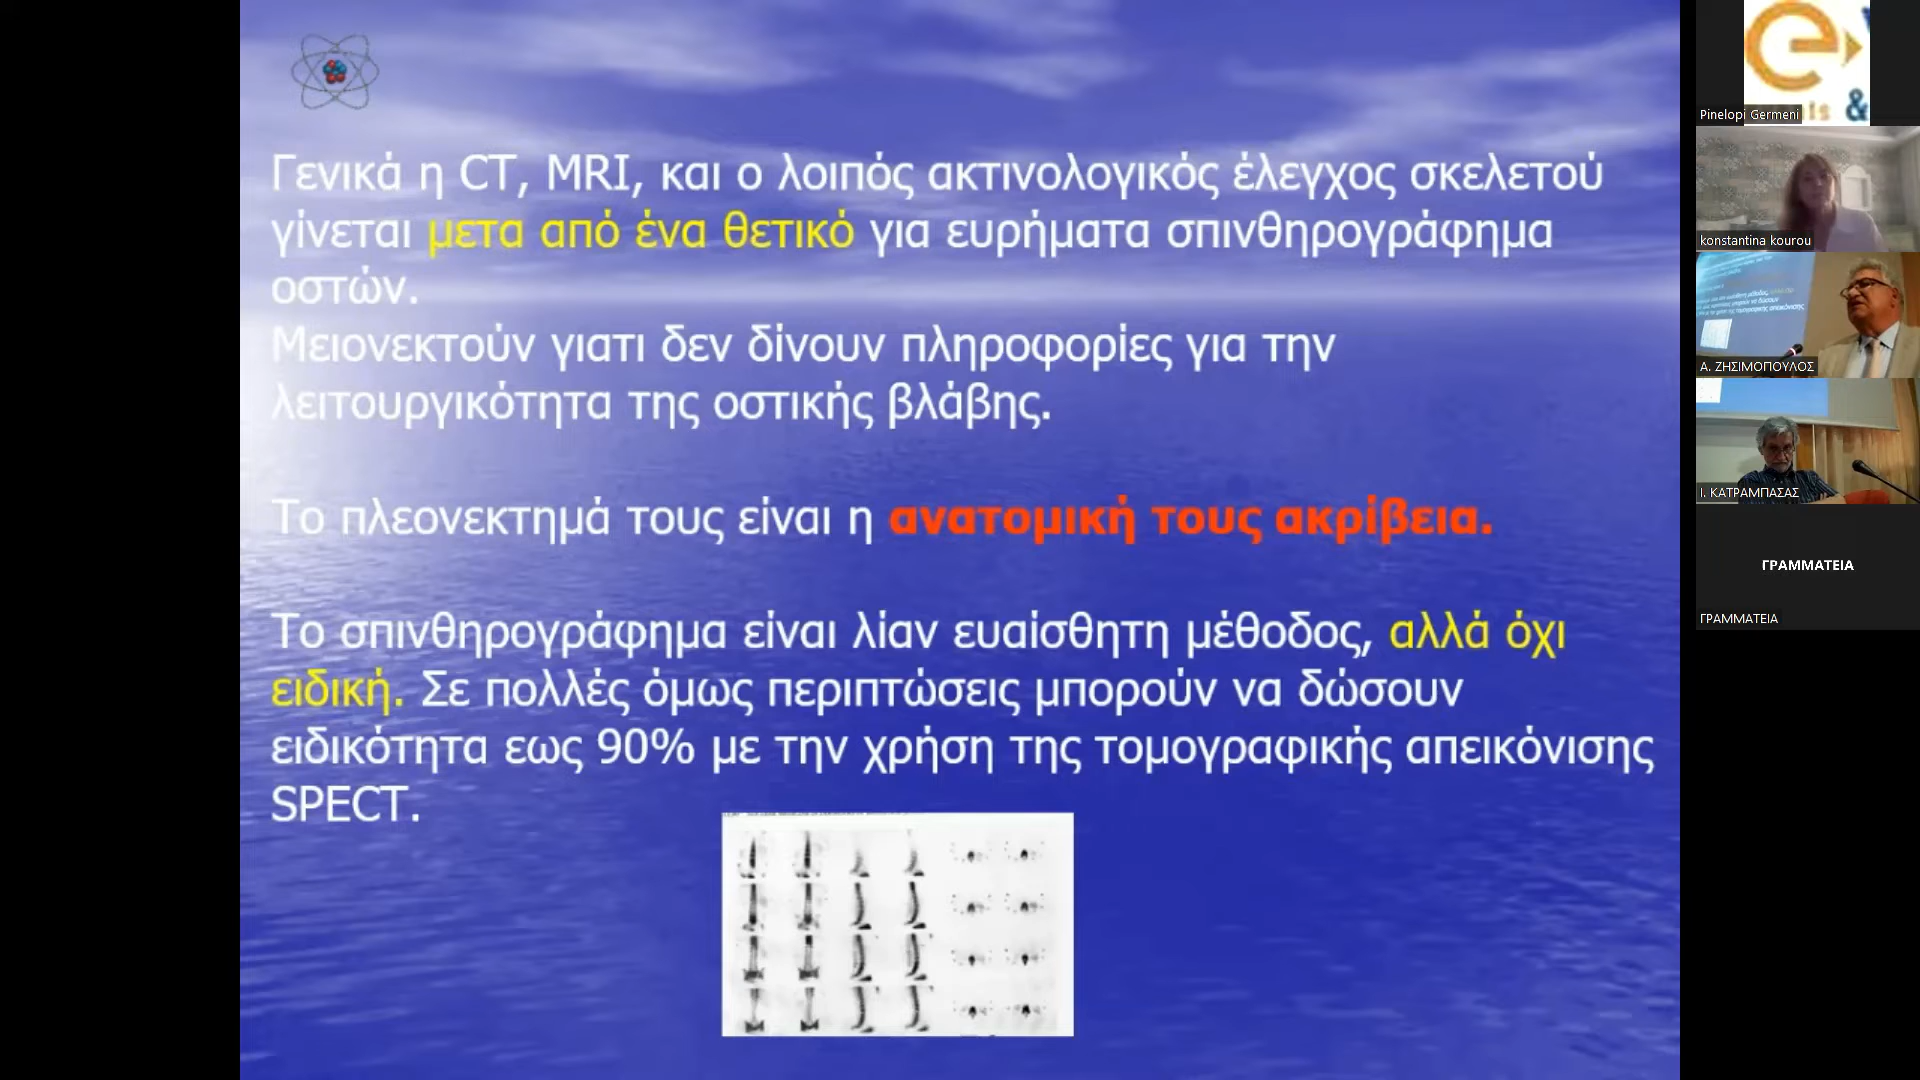 Γενικά η CT, MRI, και ο λοιπός ακτινολογικός έλεγχος σκελετού
γίνεται μετα από ένα θετικό για ευρήματα σπινθηρογράφημα
οστών.
Μειονεκτούν γιατι δεν δίνουν πληροφορίες για την
λειτουργικότητα της οστικής βλάβης.
Το πλεονεκτημά τους είναι η ανατομική τους ακρίβεια.
Το σπινθηρογράφημα είναι λίαν ευαίσθητη μέθοδος, αλλά όχι
ειδική. Σε πολλές όμως περιπτώσεις μπορούν να δώσουν
ειδικότητα εως 90% με την χρήση της τομογραφικής απεικόνισης
SPECT.
e
is &
Pinelopi Germeni
konstantina kourou
Α. ΖΗΣΙΜΟΠΟΥΛΟΣ
Ι. ΚΑΤΡΑΜΠΑΣΑΣ
ΓΡΑΜΜΑΤΕΙΑ
ΓΡΑΜΜΑΤΕΙΑ